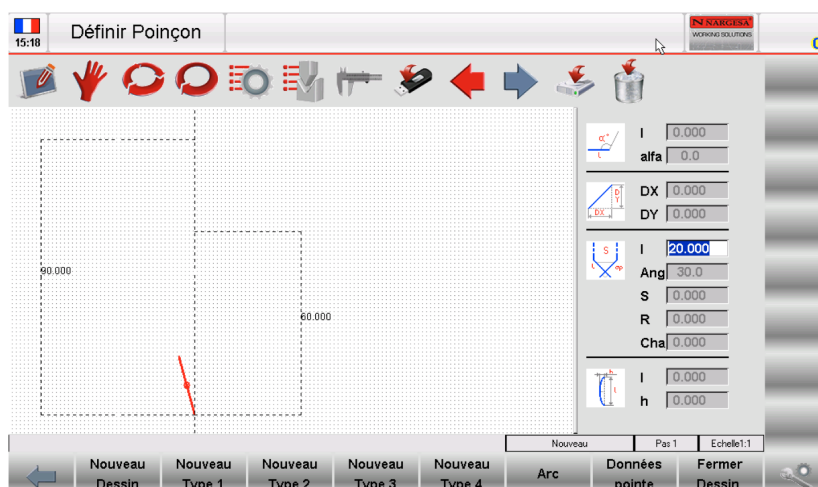 15:18
Définir Poinçon
NARGESA
WORKING SOLUTIONS
α°
L
l 0.000
alfa 0.0
DX
DY
DX 0.000
DY 0.000
S
l 20.000
Ang 30.0
S 0.000
R 0.000
Cha 0.000
h
l
l 0.000
h 0.000
90.000
60.000
Nouveau
Pas 1
Echelle1:1
Nouveau Dessin
Nouveau Type 1
Nouveau Type 2
Nouveau Type 3
Nouveau Type 4
Arc
Données pointe
Fermer Dessin